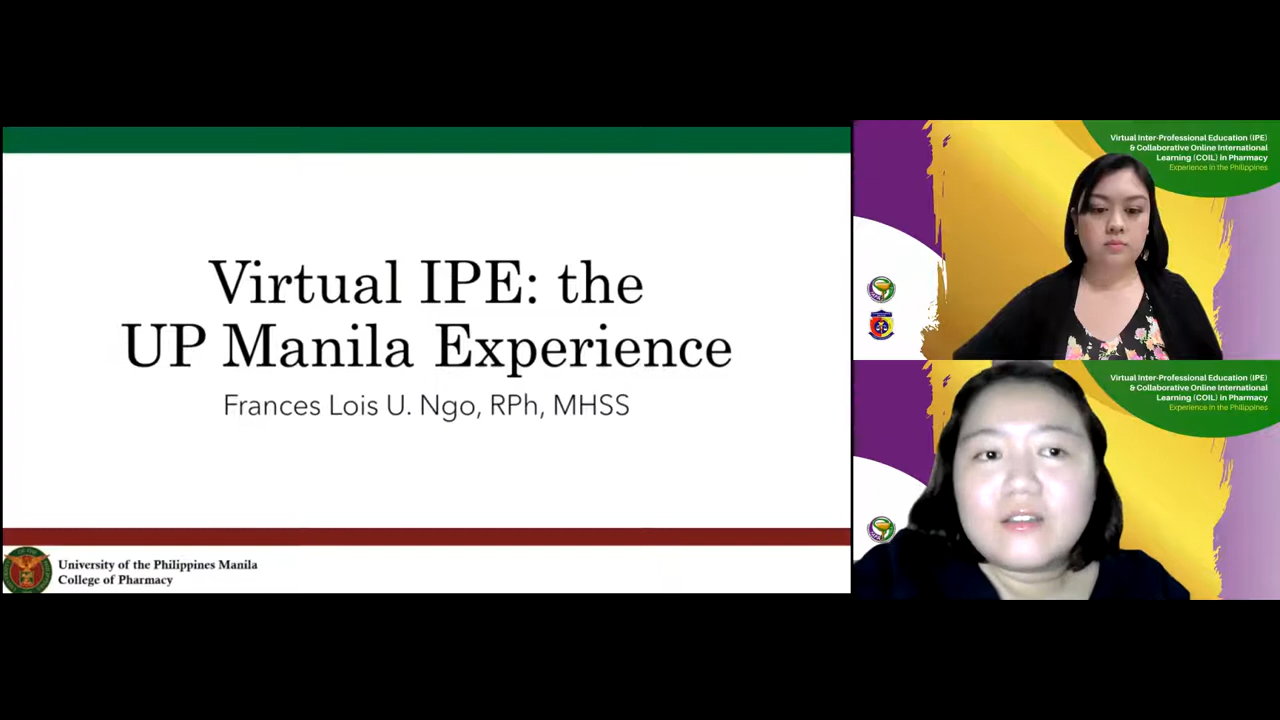 Virtual IPE: the
UP Manila Experience
Frances Lois U. Ngo, RPh, MHSS
University of the Philippines Manila
College of Pharmacy
Virtual Inter-Professional Education (IPE)
& Collaborative Online International
Learning (COIL) in Pharmacy
Experience in the Philippines
Virtual Inter-Professional Education (IPE)
& Collaborative Online International
Learning (COIL) in Pharmacy
Experience in the Philippines